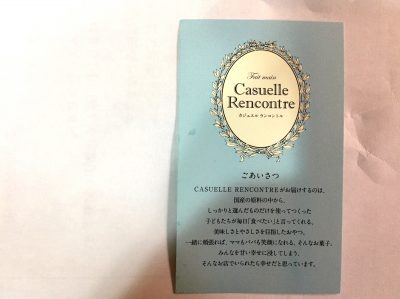 Fait main
Casuelle
Rencontre
カジュエル ランコントル
ごあいさつ
CASUELLE RENCONTREがお届けするのは、
国産の原料の中から、
しっかりと選んだものだけを使ってつくった
子どもたちが毎日「食べたい」と言ってくれる、
美味しさとやさしさを目指したおやつ。
一緒に頬張れば、ママもパパも笑顔になれる、そんなお菓子。
みんなを甘い幸せに浸してしまう、
そんなお店でいられたら幸せだと思っています。